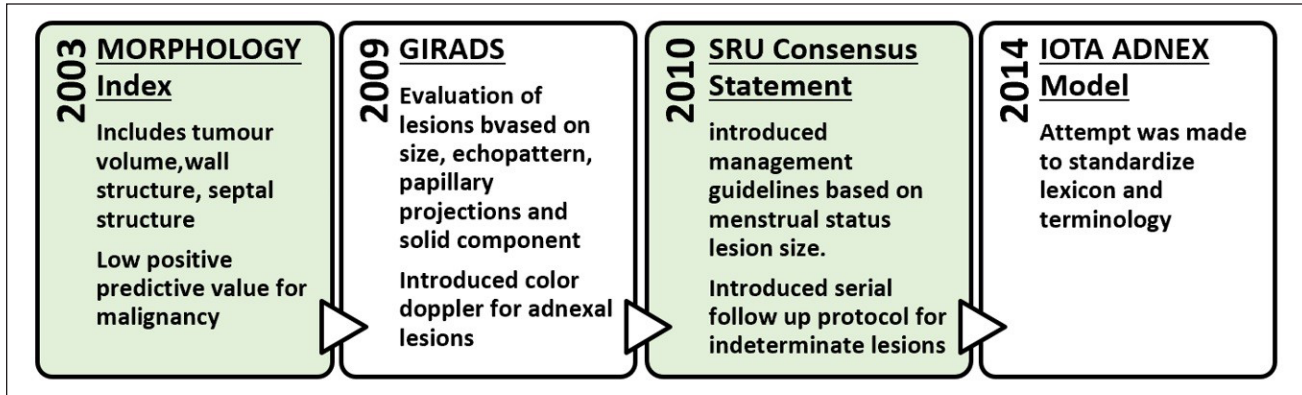 2003
MORPHOLOGY
Index
Includes tumour
volume,wall
structure, septal
structure
Low positive
predictive value for
malignancy
2009
GIRADS
Evaluation of
lesions bvased on
size, echopattern,
papillary
projections and
solid component
Introduced color
doppler for adnexal
lesions
2010
SRU Consensus
Statement
introduced
management
guidelines based on
menstrual status
lesion size.
Introduced serial
follow up protocol for
indeterminate lesions
2014
IOTA ADNEX
Model
Attempt was made
to standardize
lexicon and
terminology